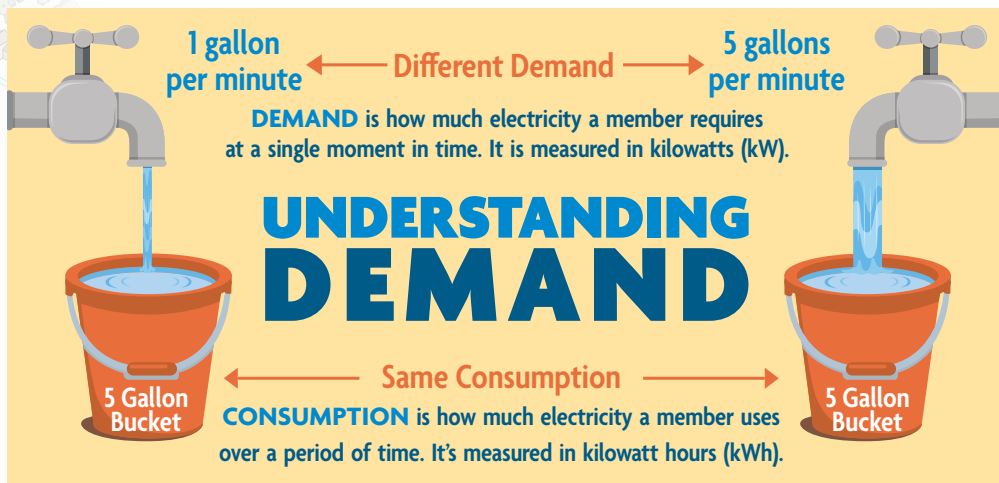 1 gallon
per minute
Different Demand
5 gallons
per minute
DEMAND is how much electricity a member requires
at a single moment in time. It is measured in kilowatts (kW).
UNDERSTANDING
DEMAND
Same Consumption
5 Gallon
Bucket
CONSUMPTION is how much electricity a member uses
over a period of time. It's measured in kilowatt hours (kWh).
5 Gallon
Bucket